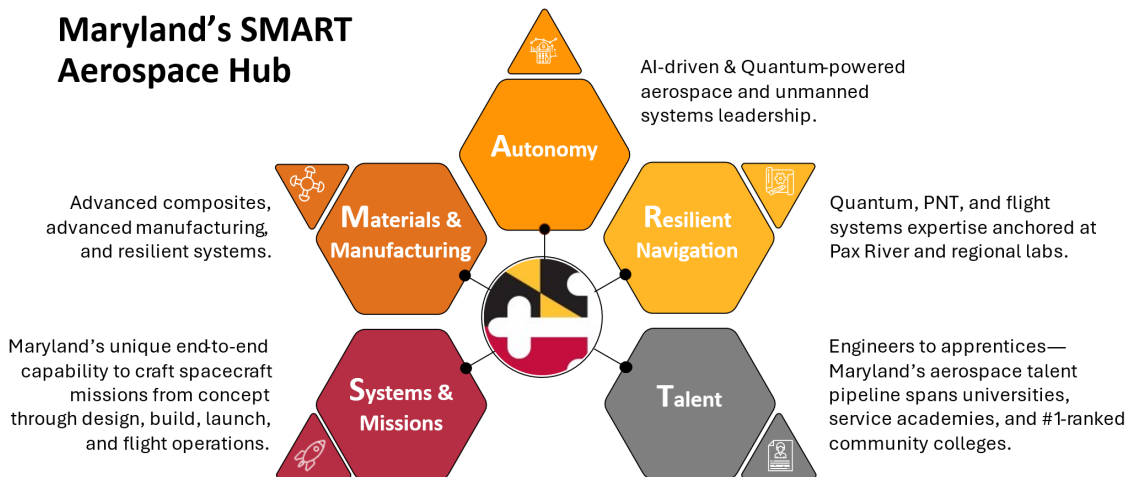 Maryland's SMART
Aerospace Hub
AI-driven & Quantum-powered
aerospace and unmanned
systems leadership.
Autonomy
Advanced composites,
advanced manufacturing,
and resilient systems.
Materials &
Manufacturing
Resilient
Navigation
Quantum, PNT, and flight
systems expertise anchored at
Pax River and regional labs.
Maryland's unique end-to-end
capability to craft spacecraft
missions from concept
through design, build, launch,
and flight operations.
Systems &
Missions
Talent
Engineers to apprentices—
Maryland's aerospace talent
pipeline spans universities,
service academies, and #1-ranked
community colleges.